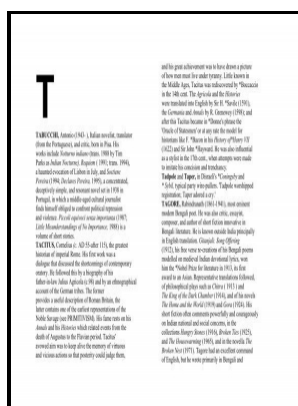 T
TABUCCHI, Antonio (1943- ), Italian novelist, translator
(from the Portuguese), and critic, born in Pisa. His
works include Notturno indiano (trans. 1988 by Tim
Parks as Indian Nocturne), Requiem (1991; trans. 1994),
a haunted evocation of Lisbon in July, and Sostiene
Pereira (1994; Declares Pereira, 1995), a concentrated,
deceptively simple, and resonant novel set in 1938 in
Portugal, in which a middle-aged cultural journalist
finds himself obliged to confront political repression
and violence. Piccoli equivoci senza importanza (1987;
Little Misunderstandings of No Importance, 1988) is a
volume of short stories.
TACITUS, Cornelius (c. AD 55-after 115), the greatest
historian of imperial Rome. His first work was a
dialogue that discussed the shortcomings of contemporary
oratory. He followed this by a biography of his
father-in-law Julius Agricola (c.98) and by an ethnographical
account of the German tribes. The former
provides a useful description of Roman Britain, the
latter contains one of the earliest representations of the
Noble Savage (see PRIMITIVISM). His fame rests on his
Annals and his Histories which related events from the
death of Augustus to the Flavian period. Tacitus'
avowed aim was to keep alive the memory of virtuous
and vicious actions so that posterity could judge them,
and his great achievement was to have drawn a picture
of how men must live under tyranny. Little known in
the Middle Ages, Tacitus was rediscovered by *Boccaccio
in the 14th cent. The Agricola and the Histories
were translated into English by Sir H. *Savile (1591),
the Germania and Annals by R. Greneway (1598); and
after this Tacitus became in *Donne's phrase the
'Oracle of Statesmen' or at any rate the model for
historians like F. *Bacon in his History of Henry VII
(1622) and Sir John *Hayward. He was also influential
as a stylist in the 17th cent., when attempts were made
to imitate his concision and trenchancy.
Tadpole and Taper, in Disraeli's *Coningsby and
* Sybil, typical party wire-pullers. 'Tadpole worshipped
registration; Taper adored a cry.'
TAGORE, Rabindranath (1861-1941), most eminent
modern Bengali poet. He was also critic, essayist,
composer, and author of short fiction innovative in
Bengali literature. He is known outside India principally
in English translation. Gitanjali: Song Offering
(1912), his free verse re-creations of his Bengali poems
modelled on medieval Indian devotional lyrics, won
him the *Nobel Prize for literature in 1913, its first
award to an Asian. Representative translations followed,
of philosophical plays such as Chitra (1913) and
The King of the Dark Chamber (1914), and of his novels
The Home and the World (1919) and Gora (1924). His
short fiction often comments powerfully and courageously
on Indian national and social concerns, in the
collections Hungry Stones (1916), Broken Ties (1925),
and The Housewarming (1965), and in the novella The
Broken Nest (1971). Tagore had an excellent command
of English, but he wrote primarily in Bengali and